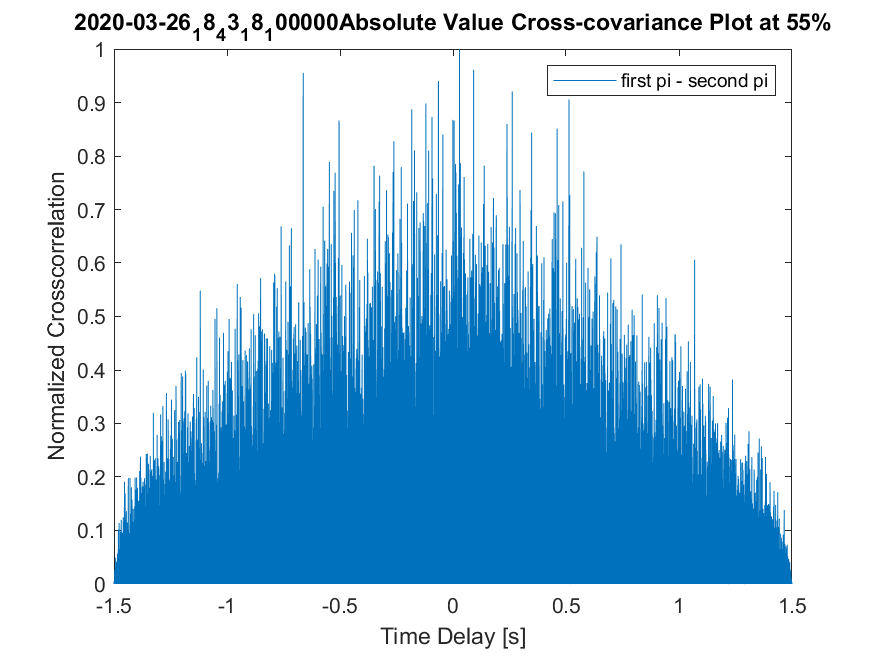 2020-03-26₁8₄3₁8₁00000Absolute Value Cross-covariance Plot at 55%
1
first pi - second pi
0.9
0.8
0.7
0.6
0.5
0.4
0.3
0.2
0.1
0
Normalized Crosscorrelation
-1.5 -1 -0.5 0 0.5 1 1.5
Time Delay [s]